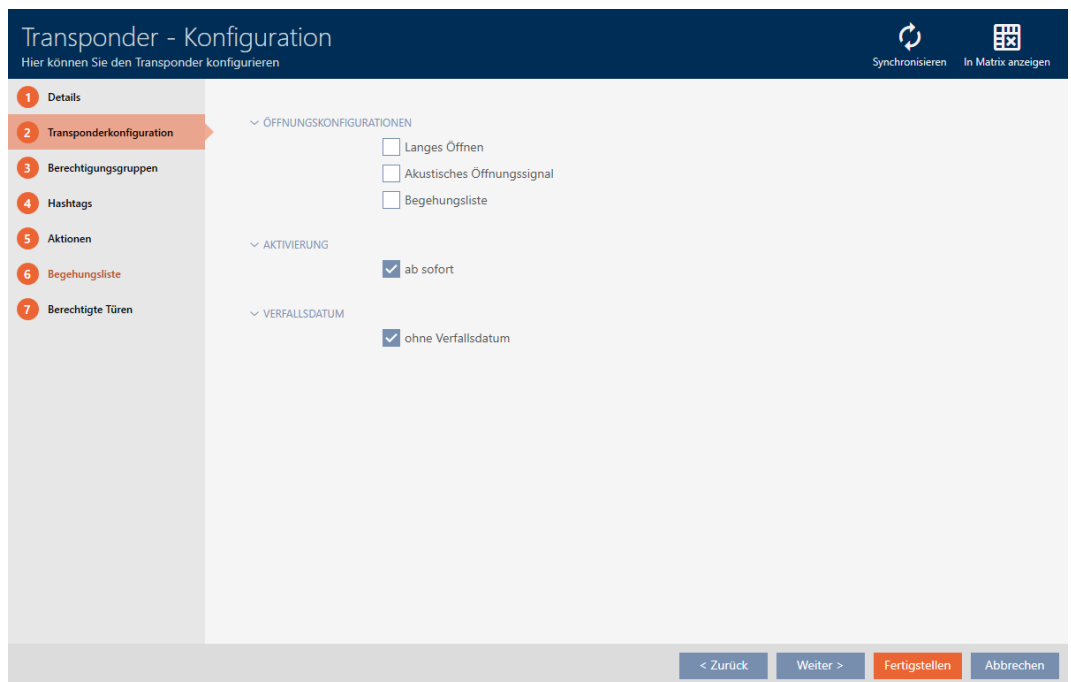 Transponder - Konfiguration
Hier können Sie den Transponder konfigurieren
Synchronisieren
In Matrix anzeigen
1 Details
2 Transponderkonfiguration
3 Berechtigungsgruppen
4 Hashtags
5 Aktionen
6 Begehungsliste
7 Berechtigte Türen
ÖFFNUNGSKONFIGURATIONEN
Langes Öffnen
Akustisches Öffnungssignal
Begehungsliste
AKTIVIERUNG
ab sofort
VERFALLSDATUM
ohne Verfallsdatum
< Zurück
Weiter >
Fertigstellen
Abbrechen